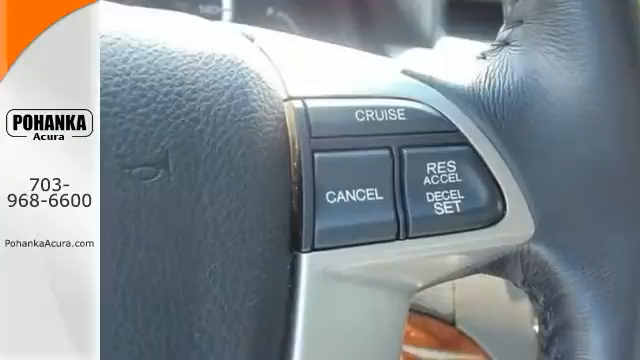 POHANKA
Acura
703-
968-6600
PohankaAcura.com
CRUISE
CANCEL
RES
ACCEL
DECEL
SET